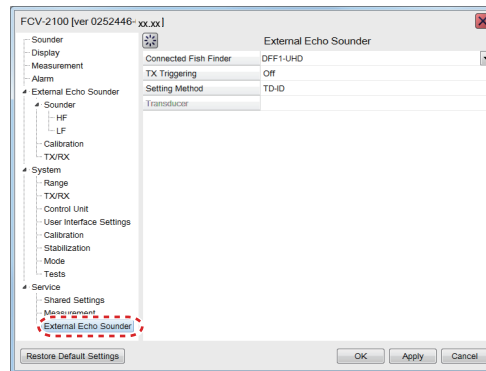 FCV-2100 [ver 0252446- xx.xx]
External Echo Sounder
Sounder
Display
Measurement
Alarm
External Echo Sounder
Sounder
HF
LF
Calibration
TX/RX
System
Range
TX/RX
Control Unit
User Interface Settings
Calibration
Stabilization
Mode
Tests
Service
Shared Settings
Measurement
External Echo Sounder
Connected Fish Finder DFF1-UHD
TX Triggering Off
Setting Method TD-ID
Transducer
Restore Default Settings OK Apply Cancel